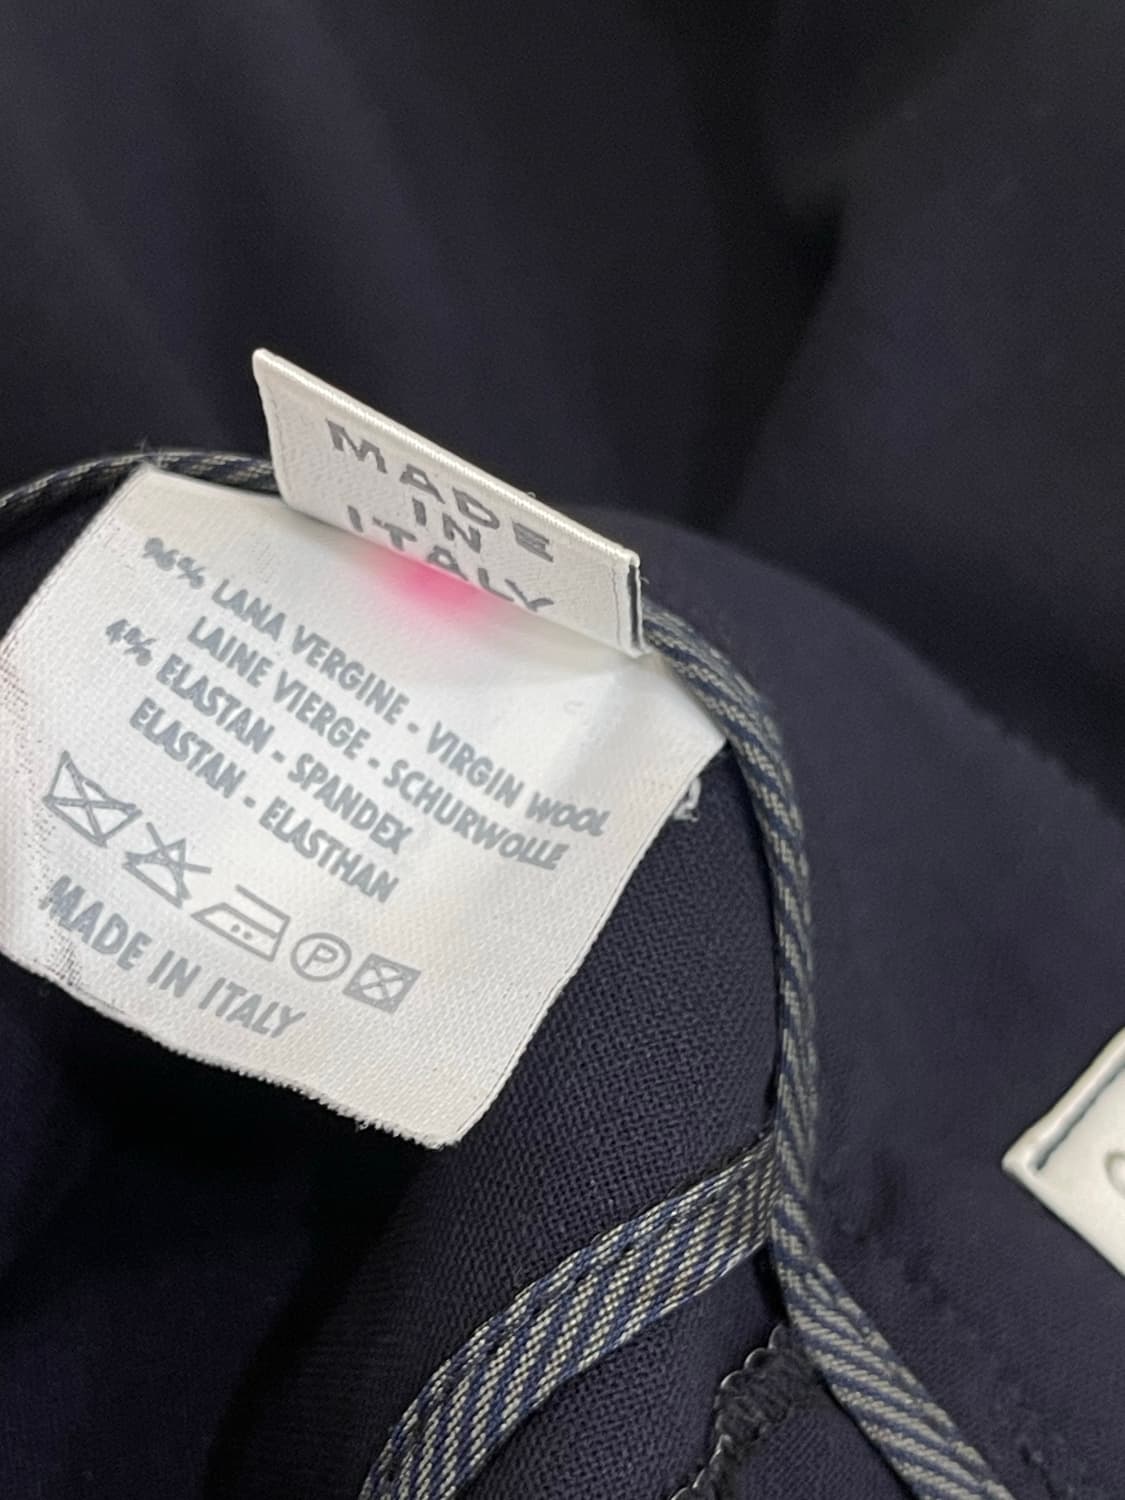 MADE
IN
ITALY
96% LANA VERGINE - VIRGIN WOOL
LAINE VIERGE - SCHURWOLLE
4% ELASTAN - SPANDEX
ELASTAN - ELASTHAN
P
MADE IN ITALY